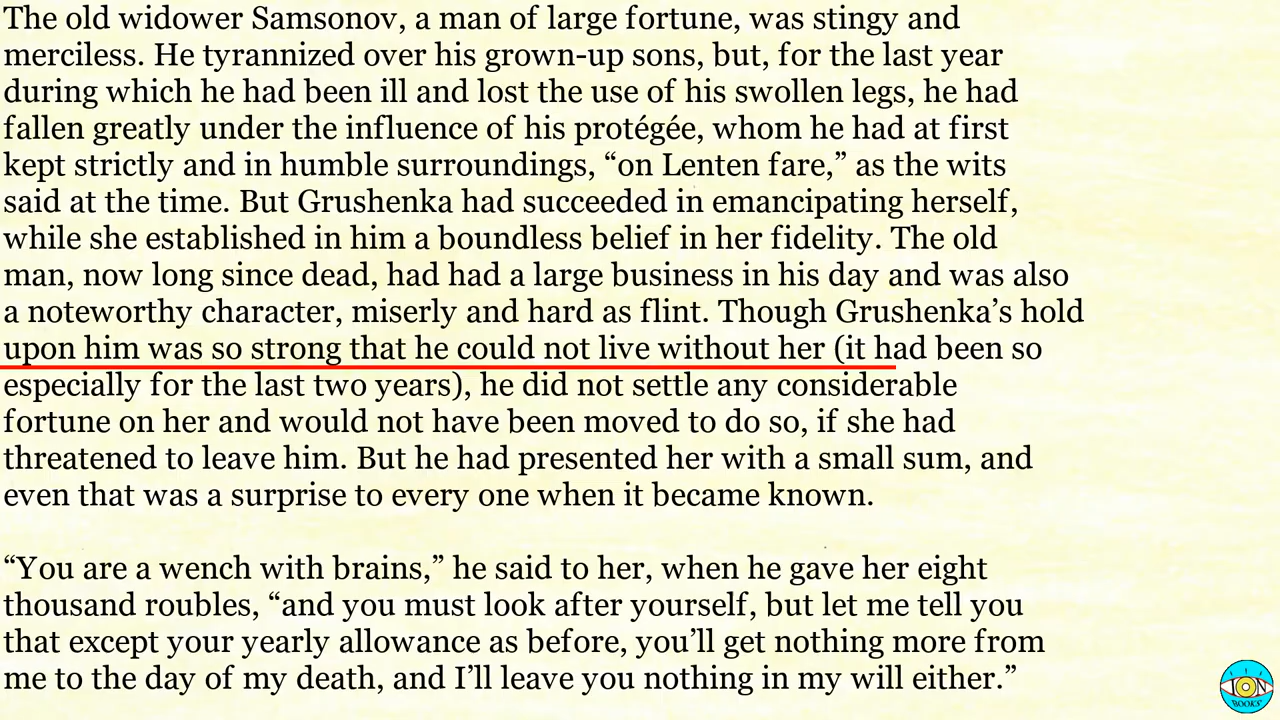 The old widower Samsonov, a man of large fortune, was stingy and
merciless. He tyrannized over his grown-up sons, but, for the last year
during which he had been ill and lost the use of his swollen legs, he had
fallen greatly under the influence of his protégée, whom he had at first
kept strictly and in humble surroundings, “on Lenten fare,” as the wits
said at the time. But Grushenka had succeeded in emancipating herself,
while she established in him a boundless belief in her fidelity. The old
man, now long since dead, had had a large business in his day and was also
a noteworthy character, miserly and hard as flint. Though Grushenka’s hold
upon him was so strong that he could not live without her (it had been so
especially for the last two years), he did not settle any considerable
fortune on her and would not have been moved to do so, if she had
threatened to leave him. But he had presented her with a small sum, and
even that was a surprise to every one when it became known.
“You are a wench with brains,” he said to her, when he gave her eight
thousand roubles, “and you must look after yourself, but let me tell you
that except your yearly allowance as before, you’ll get nothing more from
me to the day of my death, and I’ll leave you nothing in my will either.”
ION
BOOKS